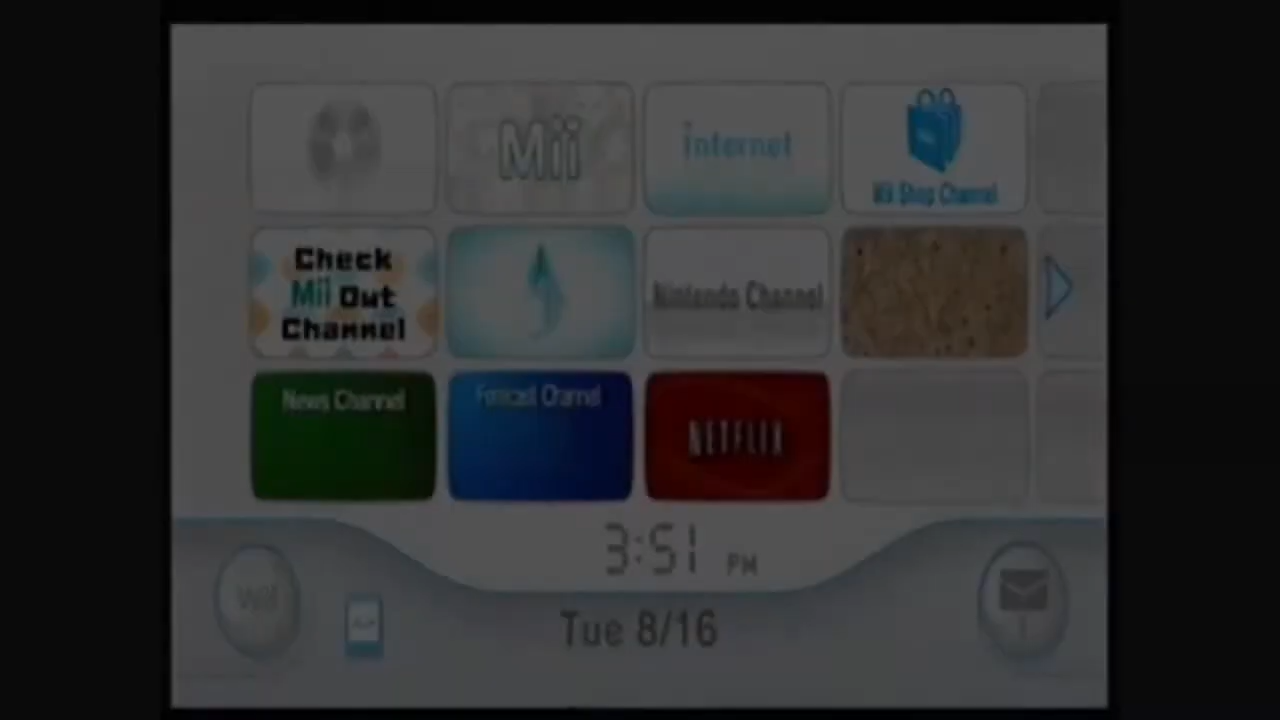 Mii
internet
Wii Shop Channel
Check
Mii Out
Channel
Nintendo Channel
News Channel
Forecast Channel
NETFLIX
3:51 PM
Wii
Tue 8/16